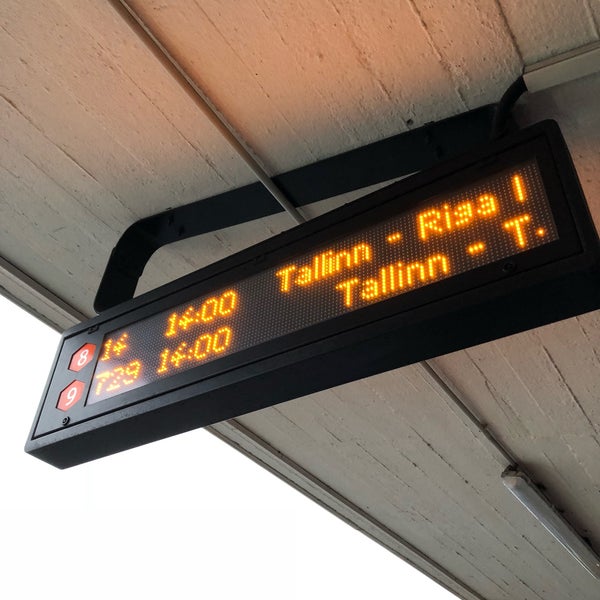 8 14 14:00 Tallinn - Riga I
9 729 14:00 Tallinn - T.